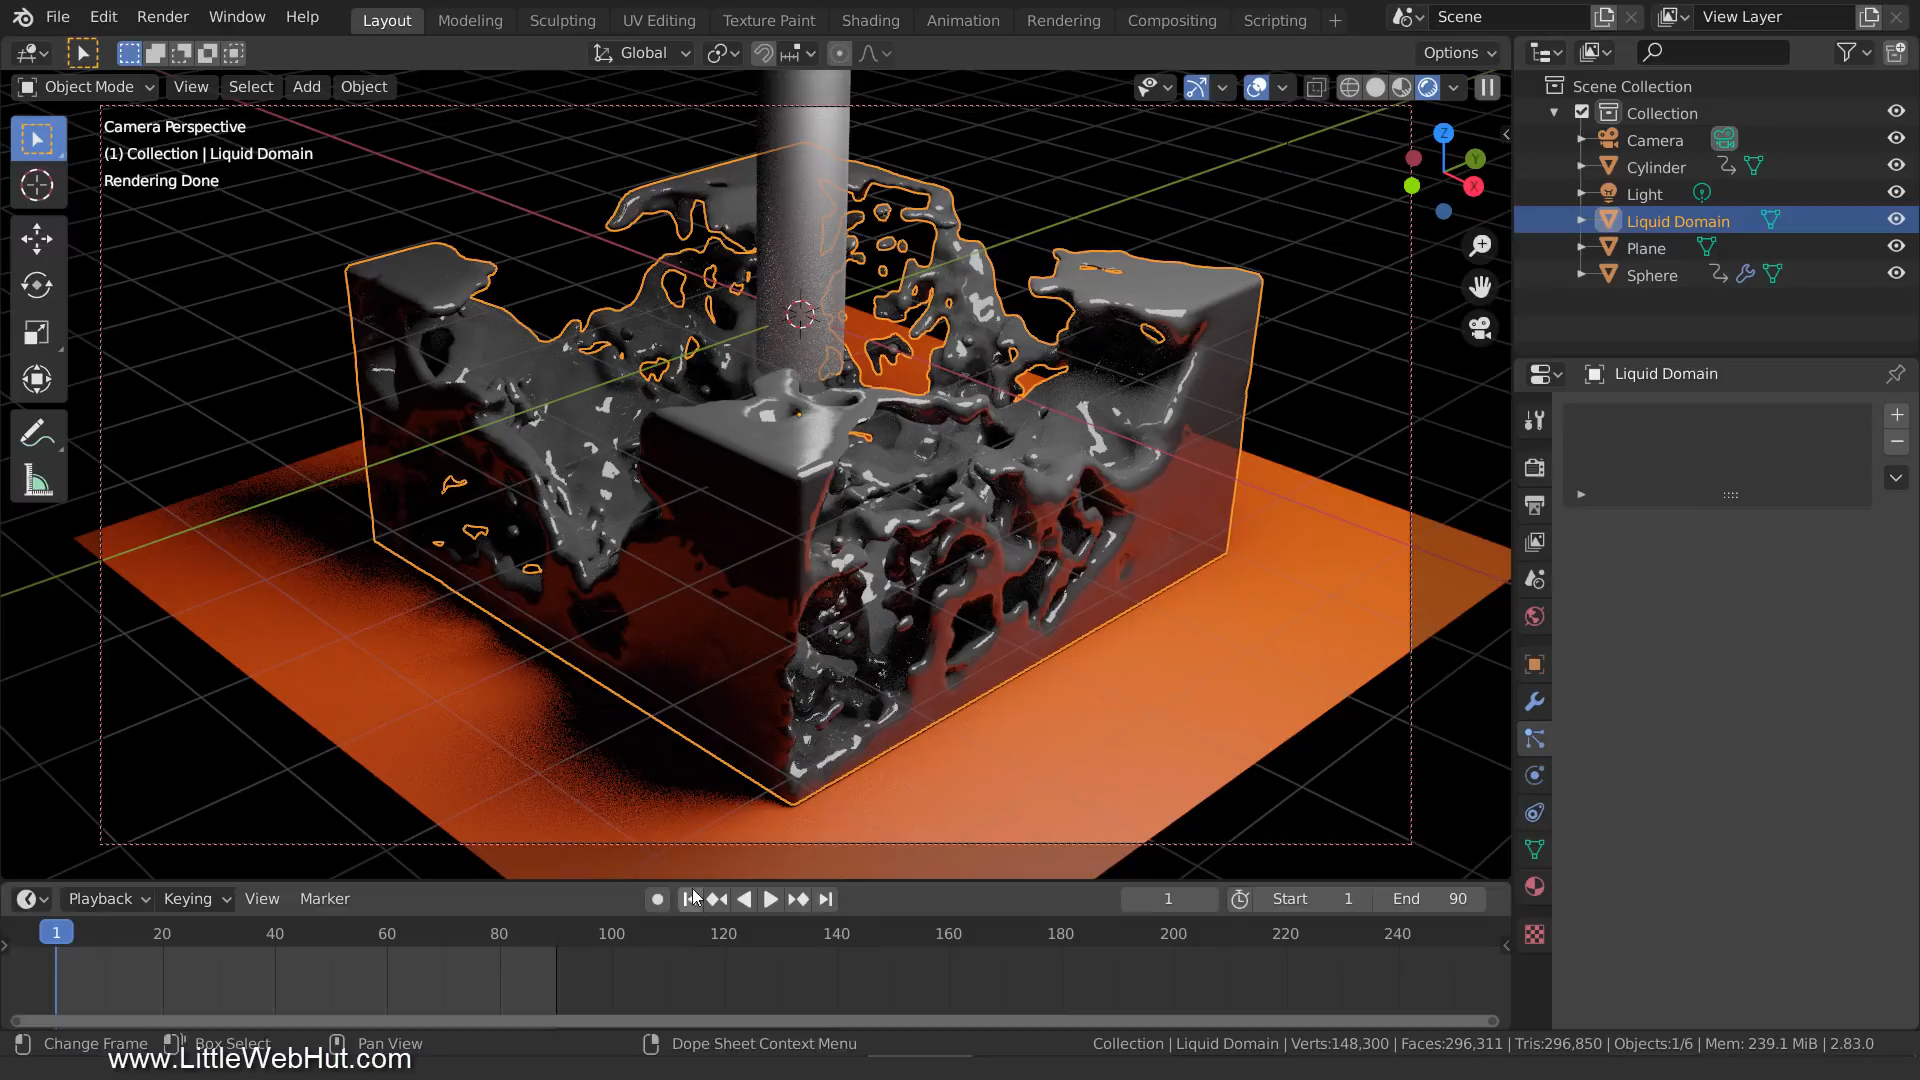 File Edit Render Window Help
Layout Modeling Sculpting UV Editing Texture Paint Shading Animation Rendering Compositing Scripting +
Scene
View Layer
Global
Options
Object Mode View Select Add Object
Camera Perspective
(1) Collection | Liquid Domain
Rendering Done
Z
Y
X
Scene Collection
Collection
Camera
Cylinder
Light
Liquid Domain
Plane
Sphere
Liquid Domain
Playback Keying View Marker
1
Start 1
End 90
1 20 40 60 80 100 120 140 160 180 200 220 240
Change Frame Box Select Pan View Dope Sheet Context Menu
Collection | Liquid Domain | Verts:148,300 | Faces:296,311 | Tris:296,850 | Objects:1/6 | Mem: 239.1 MiB | 2.83.0
www.LittleWebHut.com